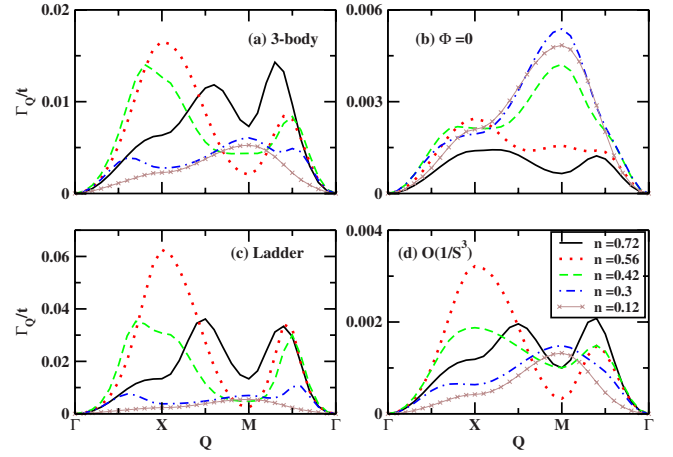 0.02
(a) 3-body
0.01
Γ_Q/t
0
0.006
(b) Φ =0
0.003
0
0.06
(c) Ladder
0.04
Γ_Q/t
0.02
0
Γ X M Γ
Q
0.004
(d) O(1/S^3)
n =0.72
n =0.56
n =0.42
n =0.3
n =0.12
0.002
0
Γ X M Γ
Q